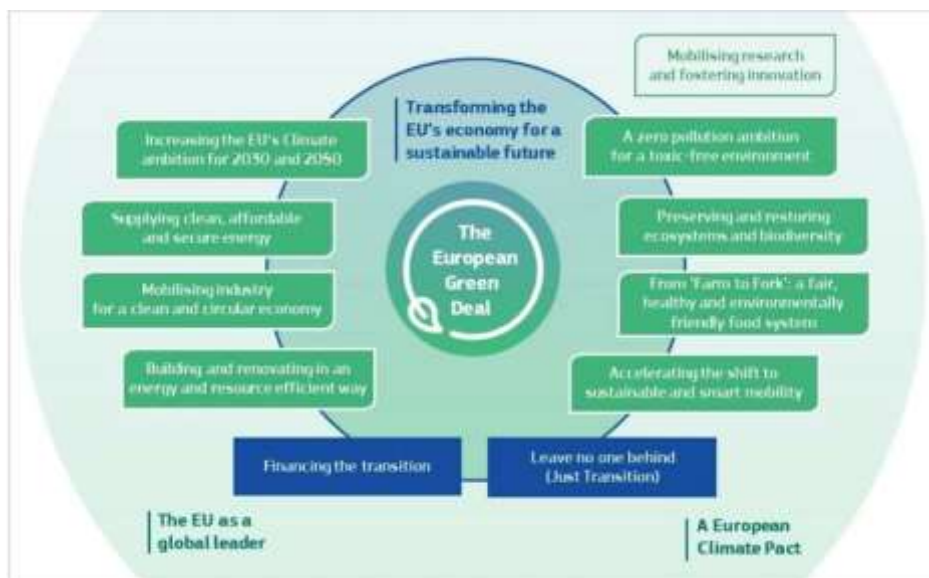 Mobilising research
and fostering innovation
Transforming the
EU's economy for a
sustainable future
Increasing the EU's Climate
ambition for 2030 and 2050
A zero pollution ambition
for a toxic-free environment
Supplying clean, affordable
and secure energy
Preserving and restoring
ecosystems and biodiversity
The
European
Green
Deal
Mobilising industry
for a clean and circular economy
From 'Farm to Fork': a fair,
healthy and environmentally
friendly food system
Building and renovating in an
energy and resource efficient way
Accelerating the shift to
sustainable and smart mobility
Financing the transition
Leave no one behind
(Just Transition)
The EU as a
global leader
A European
Climate Pact